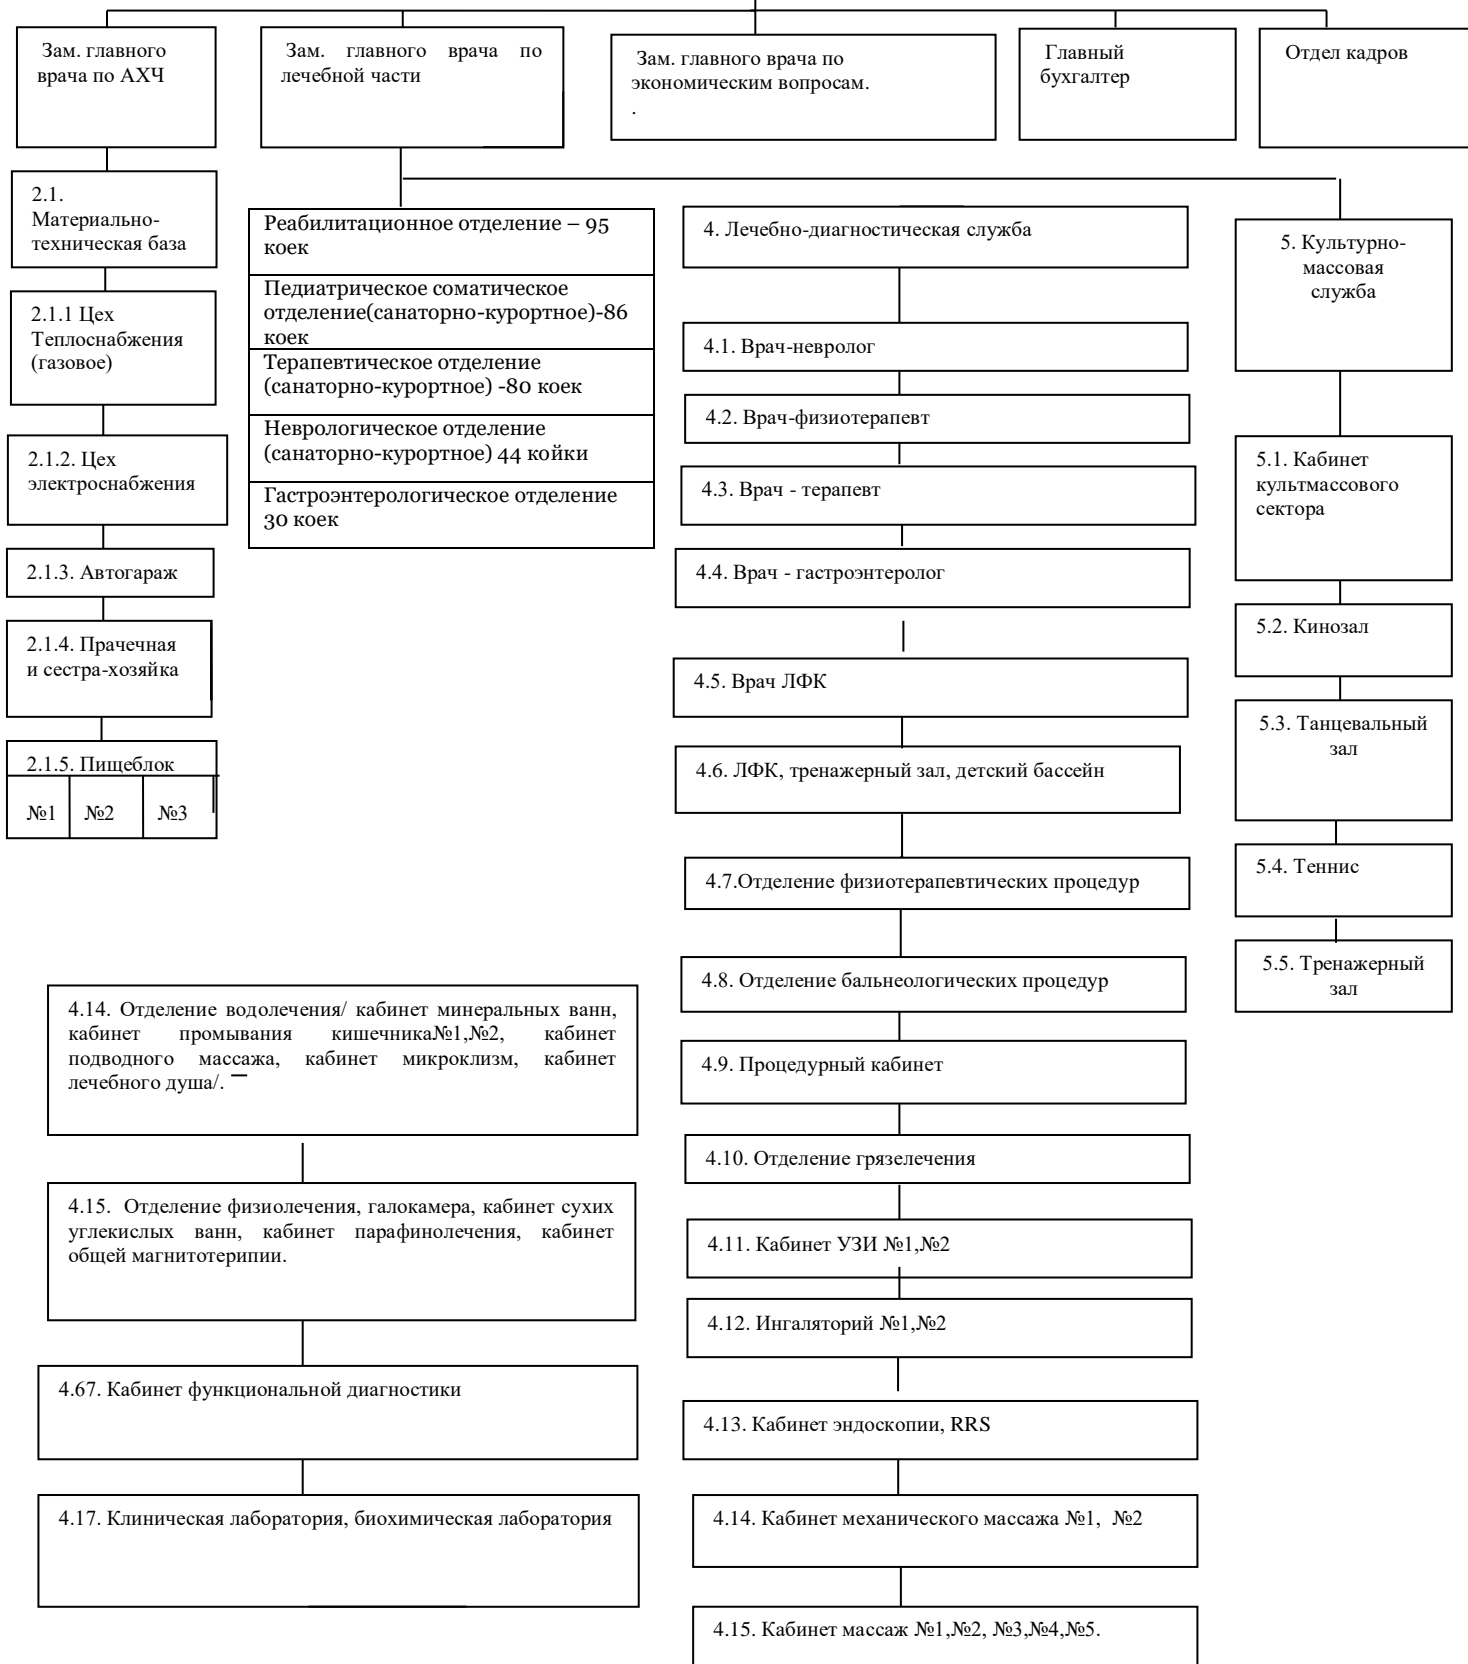 Зам. главного
врача по АХЧ
Зам. главного врача по
лечебной части
Зам. главного врача по
экономическим вопросам.
.
Главный
бухгалтер
Отдел кадров
2.1.
Материально-
техническая база
2.1.1 Цех
Теплоснабжения
(газовое)
2.1.2. Цех
электроснабжения
2.1.3. Автогараж
2.1.4. Прачечная
и сестра-хозяйка
2.1.5. Пищеблок
№1 №2 №3
Реабилитационное отделение – 95
коек
Педиатрическое соматическое
отделение(санаторно-курортное)-86
коек
Терапевтическое отделение
(санаторно-курортное) -80 коек
Неврологическое отделение
(санаторно-курортное) 44 койки
Гастроэнтерологическое отделение
30 коек
4. Лечебно-диагностическая служба
4.1. Врач-невролог
4.2. Врач-физиотерапевт
4.3. Врач - терапевт
4.4. Врач - гастроэнтеролог
4.5. Врач ЛФК
4.6. ЛФК, тренажерный зал, детский бассейн
4.7.Отделение физиотерапевтических процедур
4.8. Отделение бальнеологических процедур
4.9. Процедурный кабинет
4.10. Отделение грязелечения
4.11. Кабинет УЗИ №1,№2
4.12. Ингаляторий №1,№2
4.13. Кабинет эндоскопии, RRS
4.14. Кабинет механического массажа №1, №2
4.15. Кабинет массаж №1,№2, №3,№4,№5.
5. Культурно-
массовая
служба
5.1. Кабинет
культмассового
сектора
5.2. Кинозал
5.3. Танцевальный
зал
5.4. Теннис
5.5. Тренажерный
зал
4.14. Отделение водолечения/ кабинет минеральных ванн,
кабинет промывания кишечника№1,№2, кабинет
подводного массажа, кабинет микроклизм, кабинет
лечебного душа/.
4.15. Отделение физиолечения, галокамера, кабинет сухих
углекислых ванн, кабинет парафинолечения, кабинет
общей магнитотерипии.
4.67. Кабинет функциональной диагностики
4.17. Клиническая лаборатория, биохимическая лаборатория